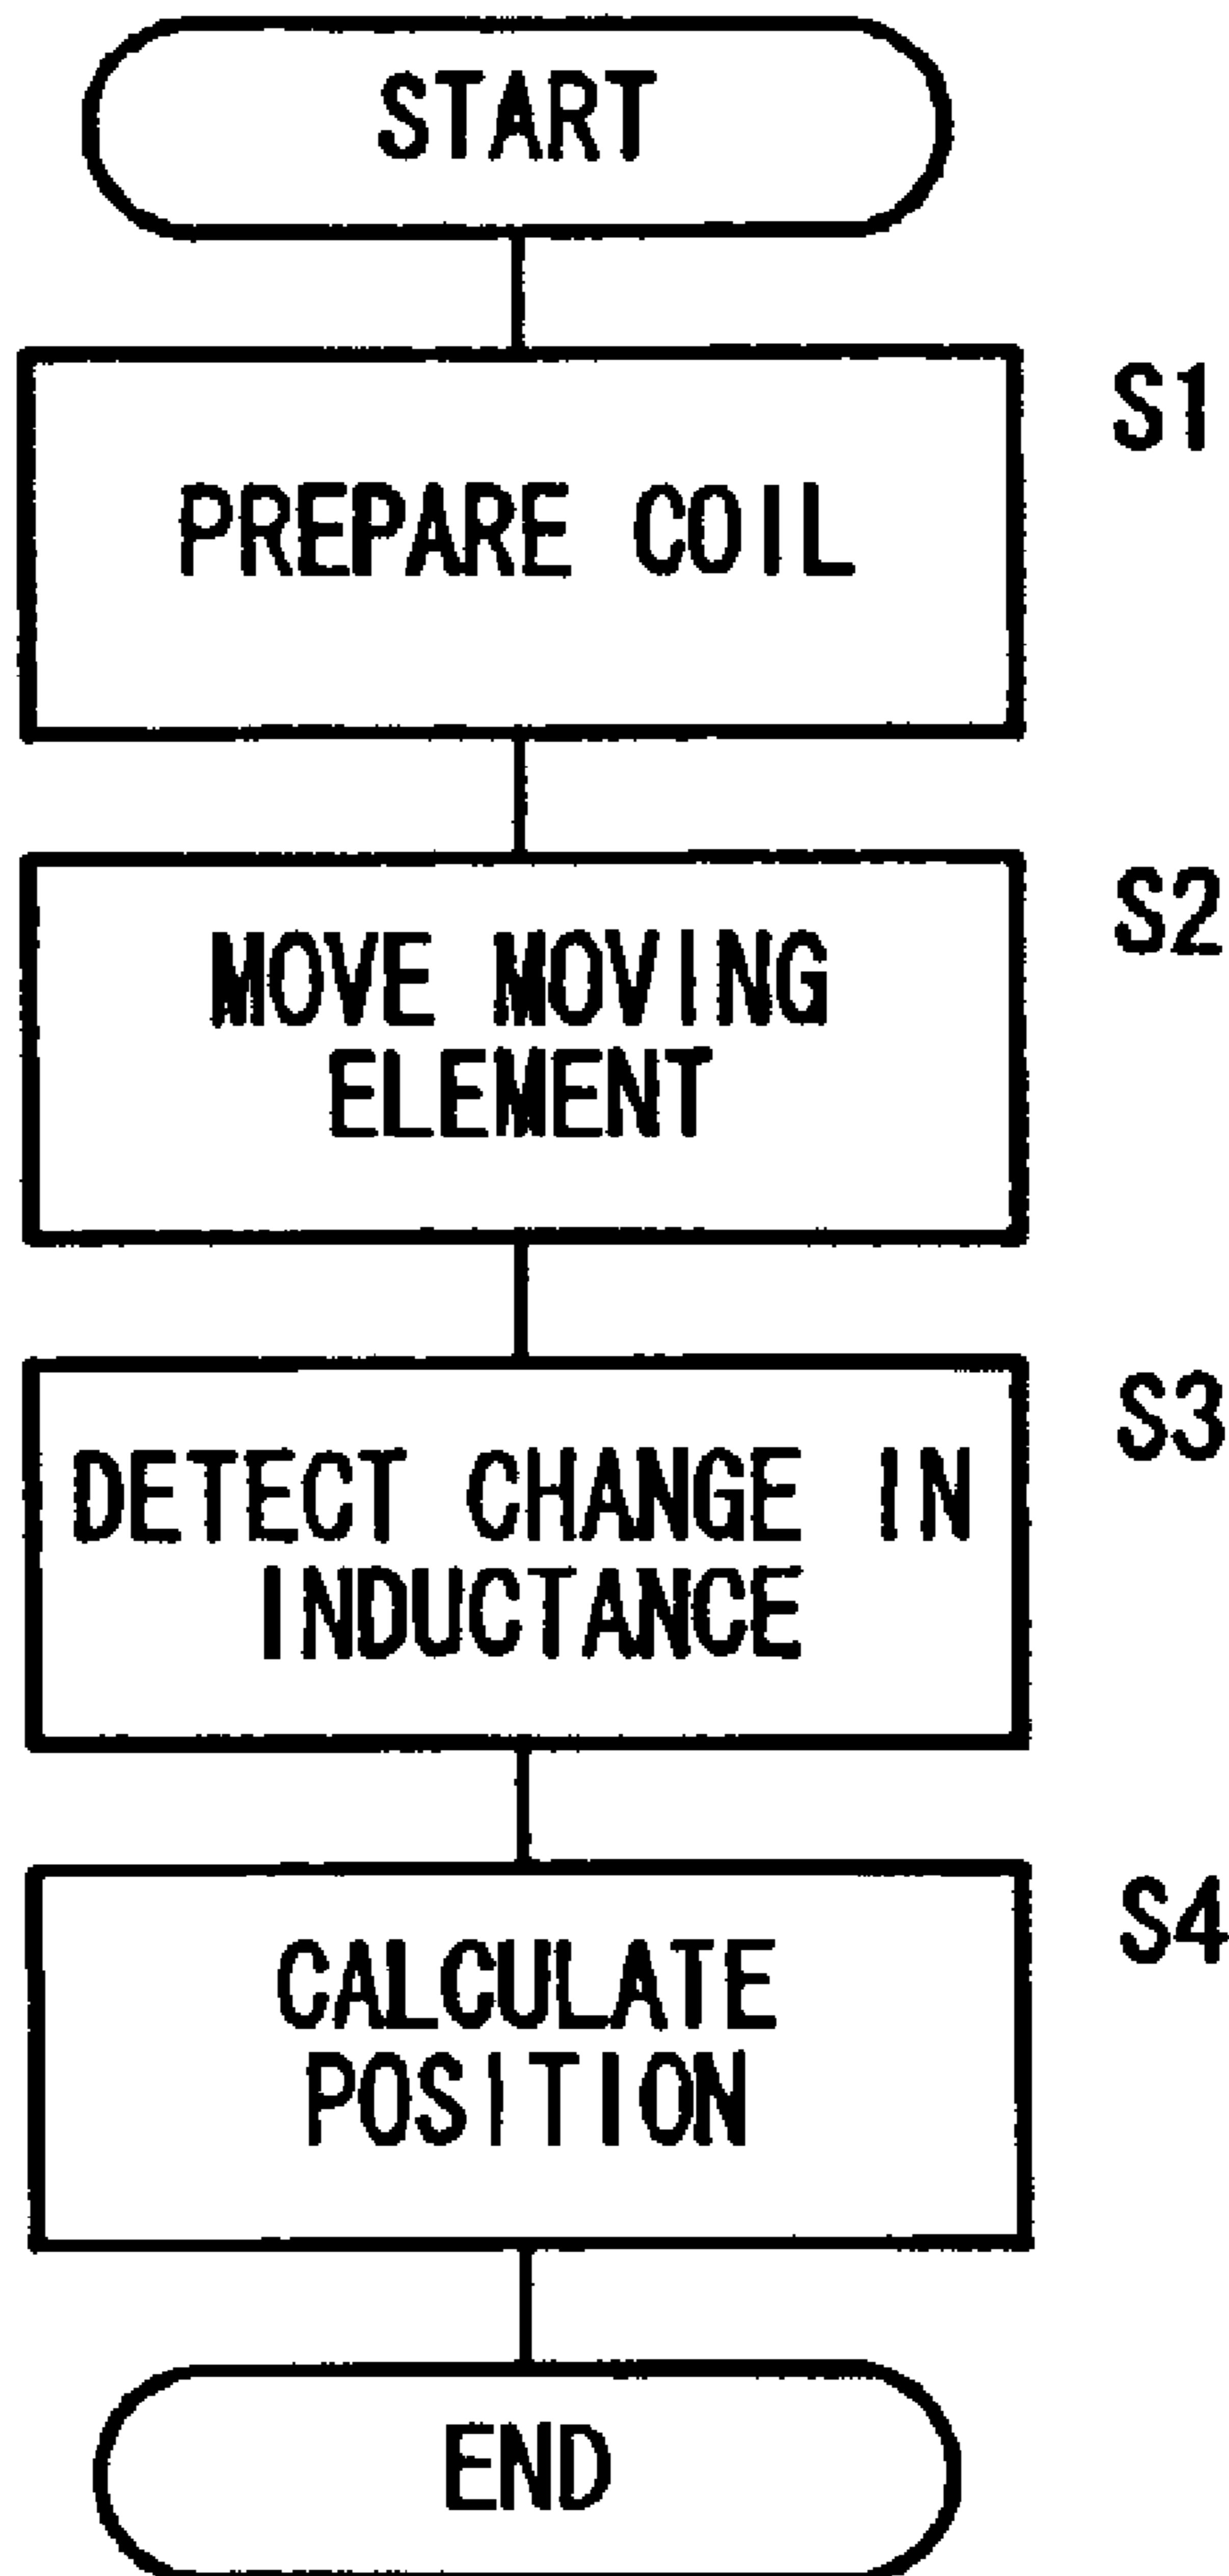 START
S1
PREPARE COIL
S2
MOVE MOVING
ELEMENT
S3
DETECT CHANGE IN
INDUCTANCE
S4
CALCULATE
POSITION
END